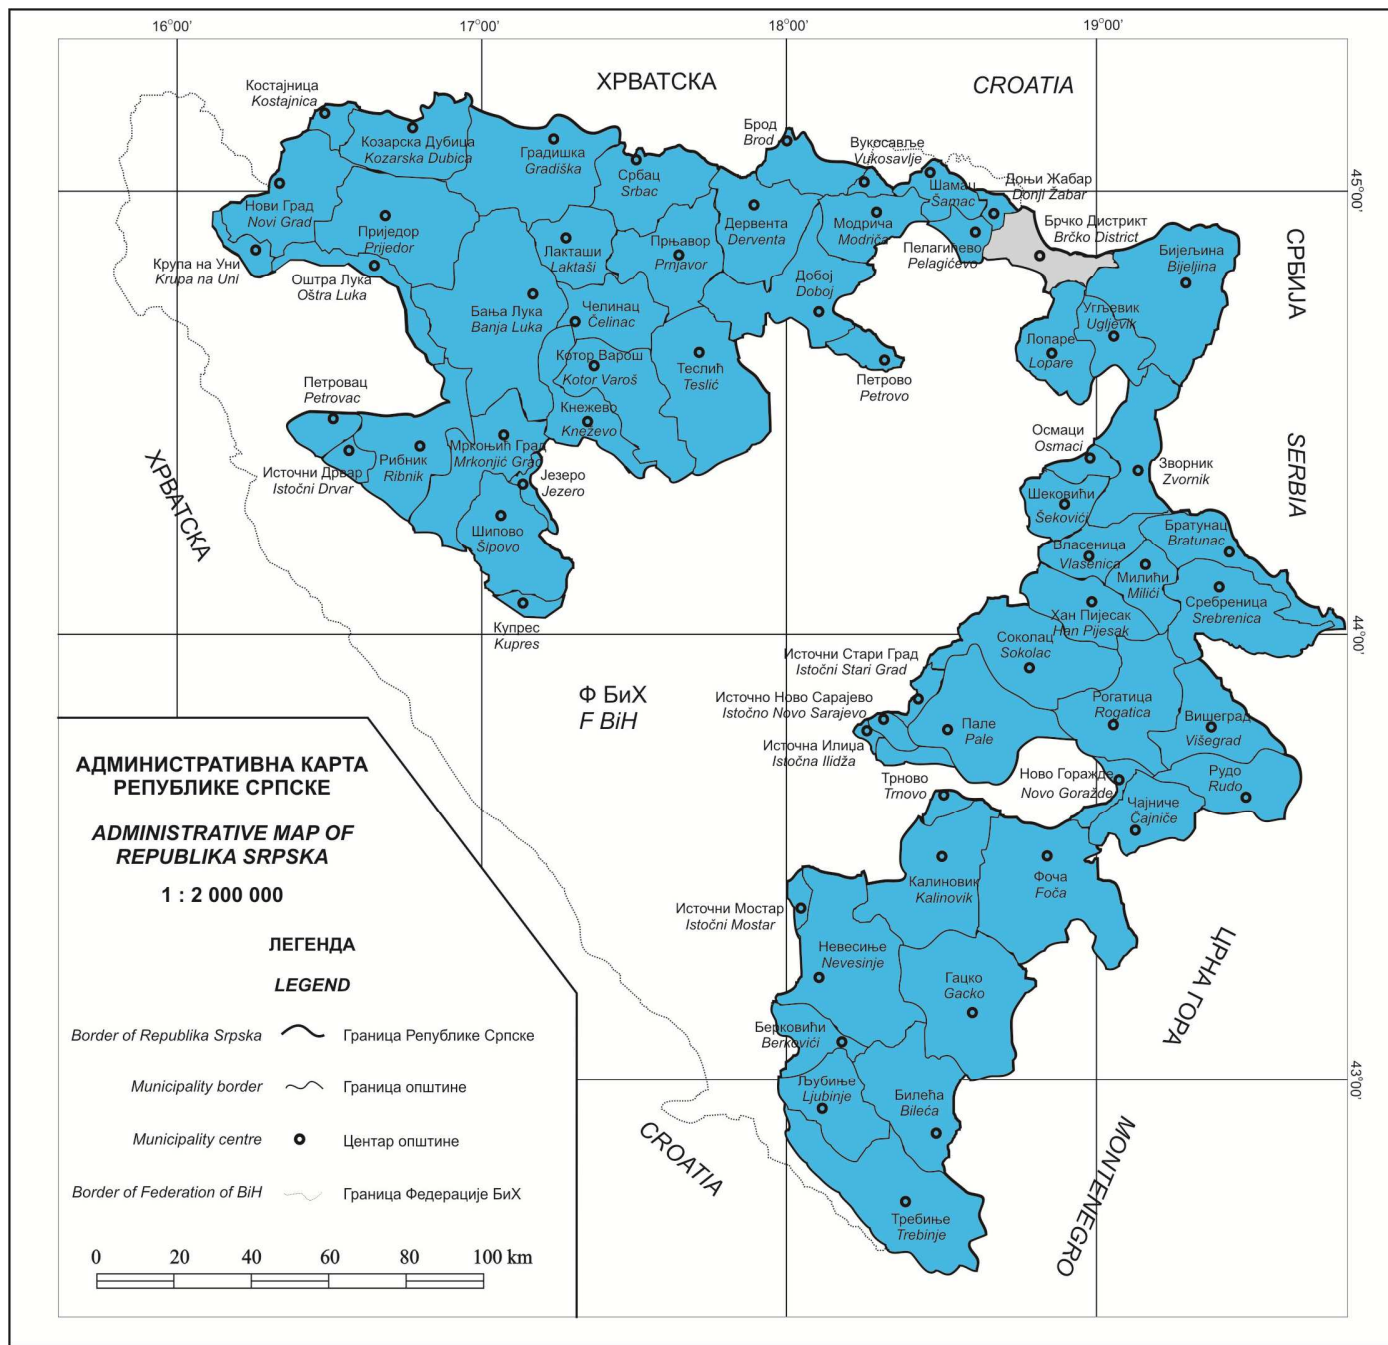 16°00'
17°00'
18°00'
19°00'
ХРВАТСКА
CROATIA
Костајница
Kostajnica
Козарска Дубица
Kozarska Dubica
Градишка
Gradiška
Србац
Srbac
Брод
Brod
Вукосавље
Vukosavlje
Шамац
Šamac
Доњи Жабар
Donji Žabar
45°00'
Нови Град
Novi Grad
Приједор
Prijedor
Дервента
Derventa
Модрича
Modriča
Пелагићево
Pelagićevo
Брчко Дистрикт
Brčko District
Бијељина
Bijeljina
СРБИЈА
Крупа на Уни
Krupa na Uni
Оштра Лука
Oštra Luka
Лакташи
Laktaši
Прњавор
Prnjavor
Добој
Doboj
Бања Лука
Banja Luka
Чепинац
Čelinac
Угљевик
Ugljevik
Лопаре
Lopare
Котор Варош
Kotor Varoš
Теслић
Teslić
Петрово
Petrovo
Петровац
Petrovac
Кнежево
Kneževo
Осмаци
Osmaci
Зворник
Zvornik
SERBIA
Источни Дрвар
Istočni Drvar
Рибник
Ribnik
Мркоњић Град
Mrkonjić Grad
Језеро
Jezero
ХРВАТСКА
Шековићи
Šekovići
Шипово
Šipovo
Братунац
Bratunac
Власеница
Vlasenica
Милићи
Milići
Сребреница
Srebrenica
Купрес
Kupres
Хан Пијесак
Han Pijesak
44°00'
Соколац
Sokolac
Источни Стари Град
Istočni Stari Grad
Ф БиХ
F BiH
Источно Ново Сарајево
Istočno Novo Sarajevo
Рогатица
Rogatica
Вишеград
Višegrad
Пале
Pale
Источна Илиџа
Istočna Ilidža
Трново
Trnovo
Ново Горажде
Novo Goražde
Рудо
Rudo
Чајниче
Čajniče
Калиновик
Kalinovik
Фоча
Foča
Источни Мостар
Istočni Mostar
Невесиње
Nevesinje
Гацко
Gacko
ЦРНА ГОРА
Берковићи
Berkovići
43°00'
Љубиње
Ljubinje
Билећа
Bileća
CROATIA
MONTENEGRO
Требиње
Trebinje
АДМИНИСТРАТИВНА КАРТА
РЕПУБЛИКЕ СРПСКЕ
ADMINISTRATIVE MAP OF
REPUBLIKA SRPSKA
1 : 2 000 000
ЛЕГЕНДА
LEGEND
Border of Republika Srpska Граница Републике Српске
Municipality border Граница општине
Municipality centre Центар општине
Border of Federation of BiH Граница Федерације БиХ
0 20 40 60 80 100 km